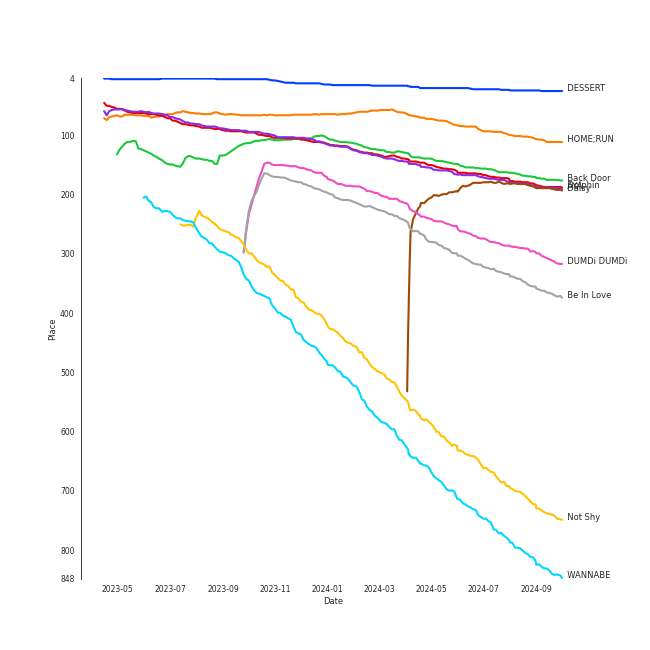 4
100
200
300
400
500
600
700
800
848
Place
2023-05
2023-07
2023-09
2023-11
2024-01
2024-03
2024-05
2024-07
2024-09
Date
DESSERT
HOME;RUN
Back Door
Dolphin
DUMDi DUMDi
Be In Love
Not Shy
WANNABE